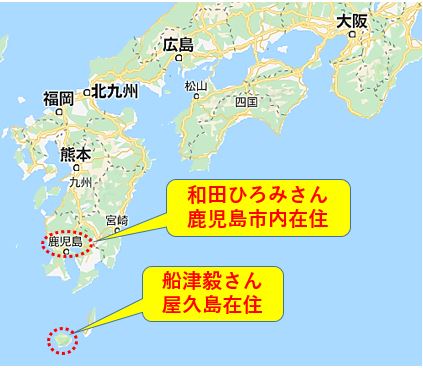 大阪
広島
北九州
松山
四国
福岡
熊本
九州
和田ひろみさん
鹿児島市内在住
宮崎
鹿児島
船津毅さん
屋久島在住